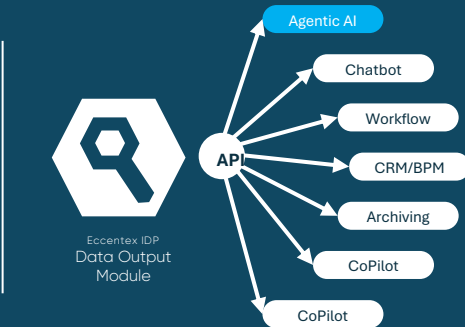 Agentic AI
Chatbot
Workflow
API
CRM/BPM
Archiving
Eccentex IDP
Data Output
Module
CoPilot
CoPilot